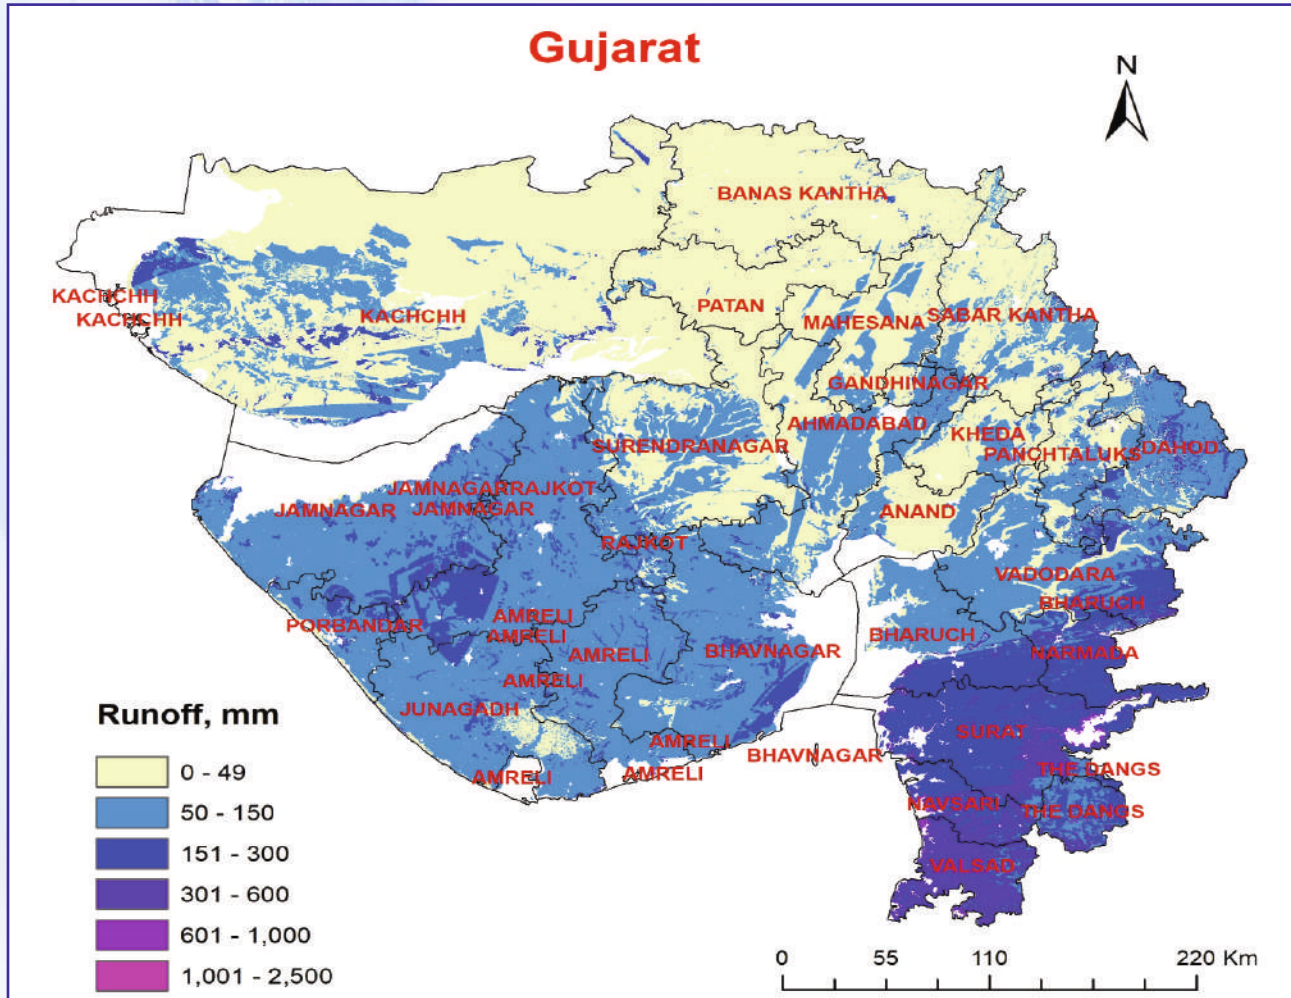 Gujarat
N
BANAS KANTHA
KACHCHH
KACHCHH
KACHCHH
PATAN
MAHESANA
SABAR KANTHA
GANDHINAGAR
AHMADABAD
SURENDRANAGAR
KHEDA
PANCHTALUKS
DAHOD
JAMNAGAR
RAJKOT
JAMNAGAR
JAMNAGAR
ANAND
RAJKOT
VADODARA
BHARUCH
PORBANDAR
AMRELI
AMRELI
AMRELI
BHAVNAGAR
BHARUCH
NARMADA
AMRELI
JUNAGADH
SURAT
AMRELI
BHAVNAGAR
THE DANGS
AMRELI
AMRELI
NAVSARI
THE DANGS
VALSAD
Runoff, mm
0 - 49
50 - 150
151 - 300
301 - 600
601 - 1,000
1,001 - 2,500
0 55 110 220 Km